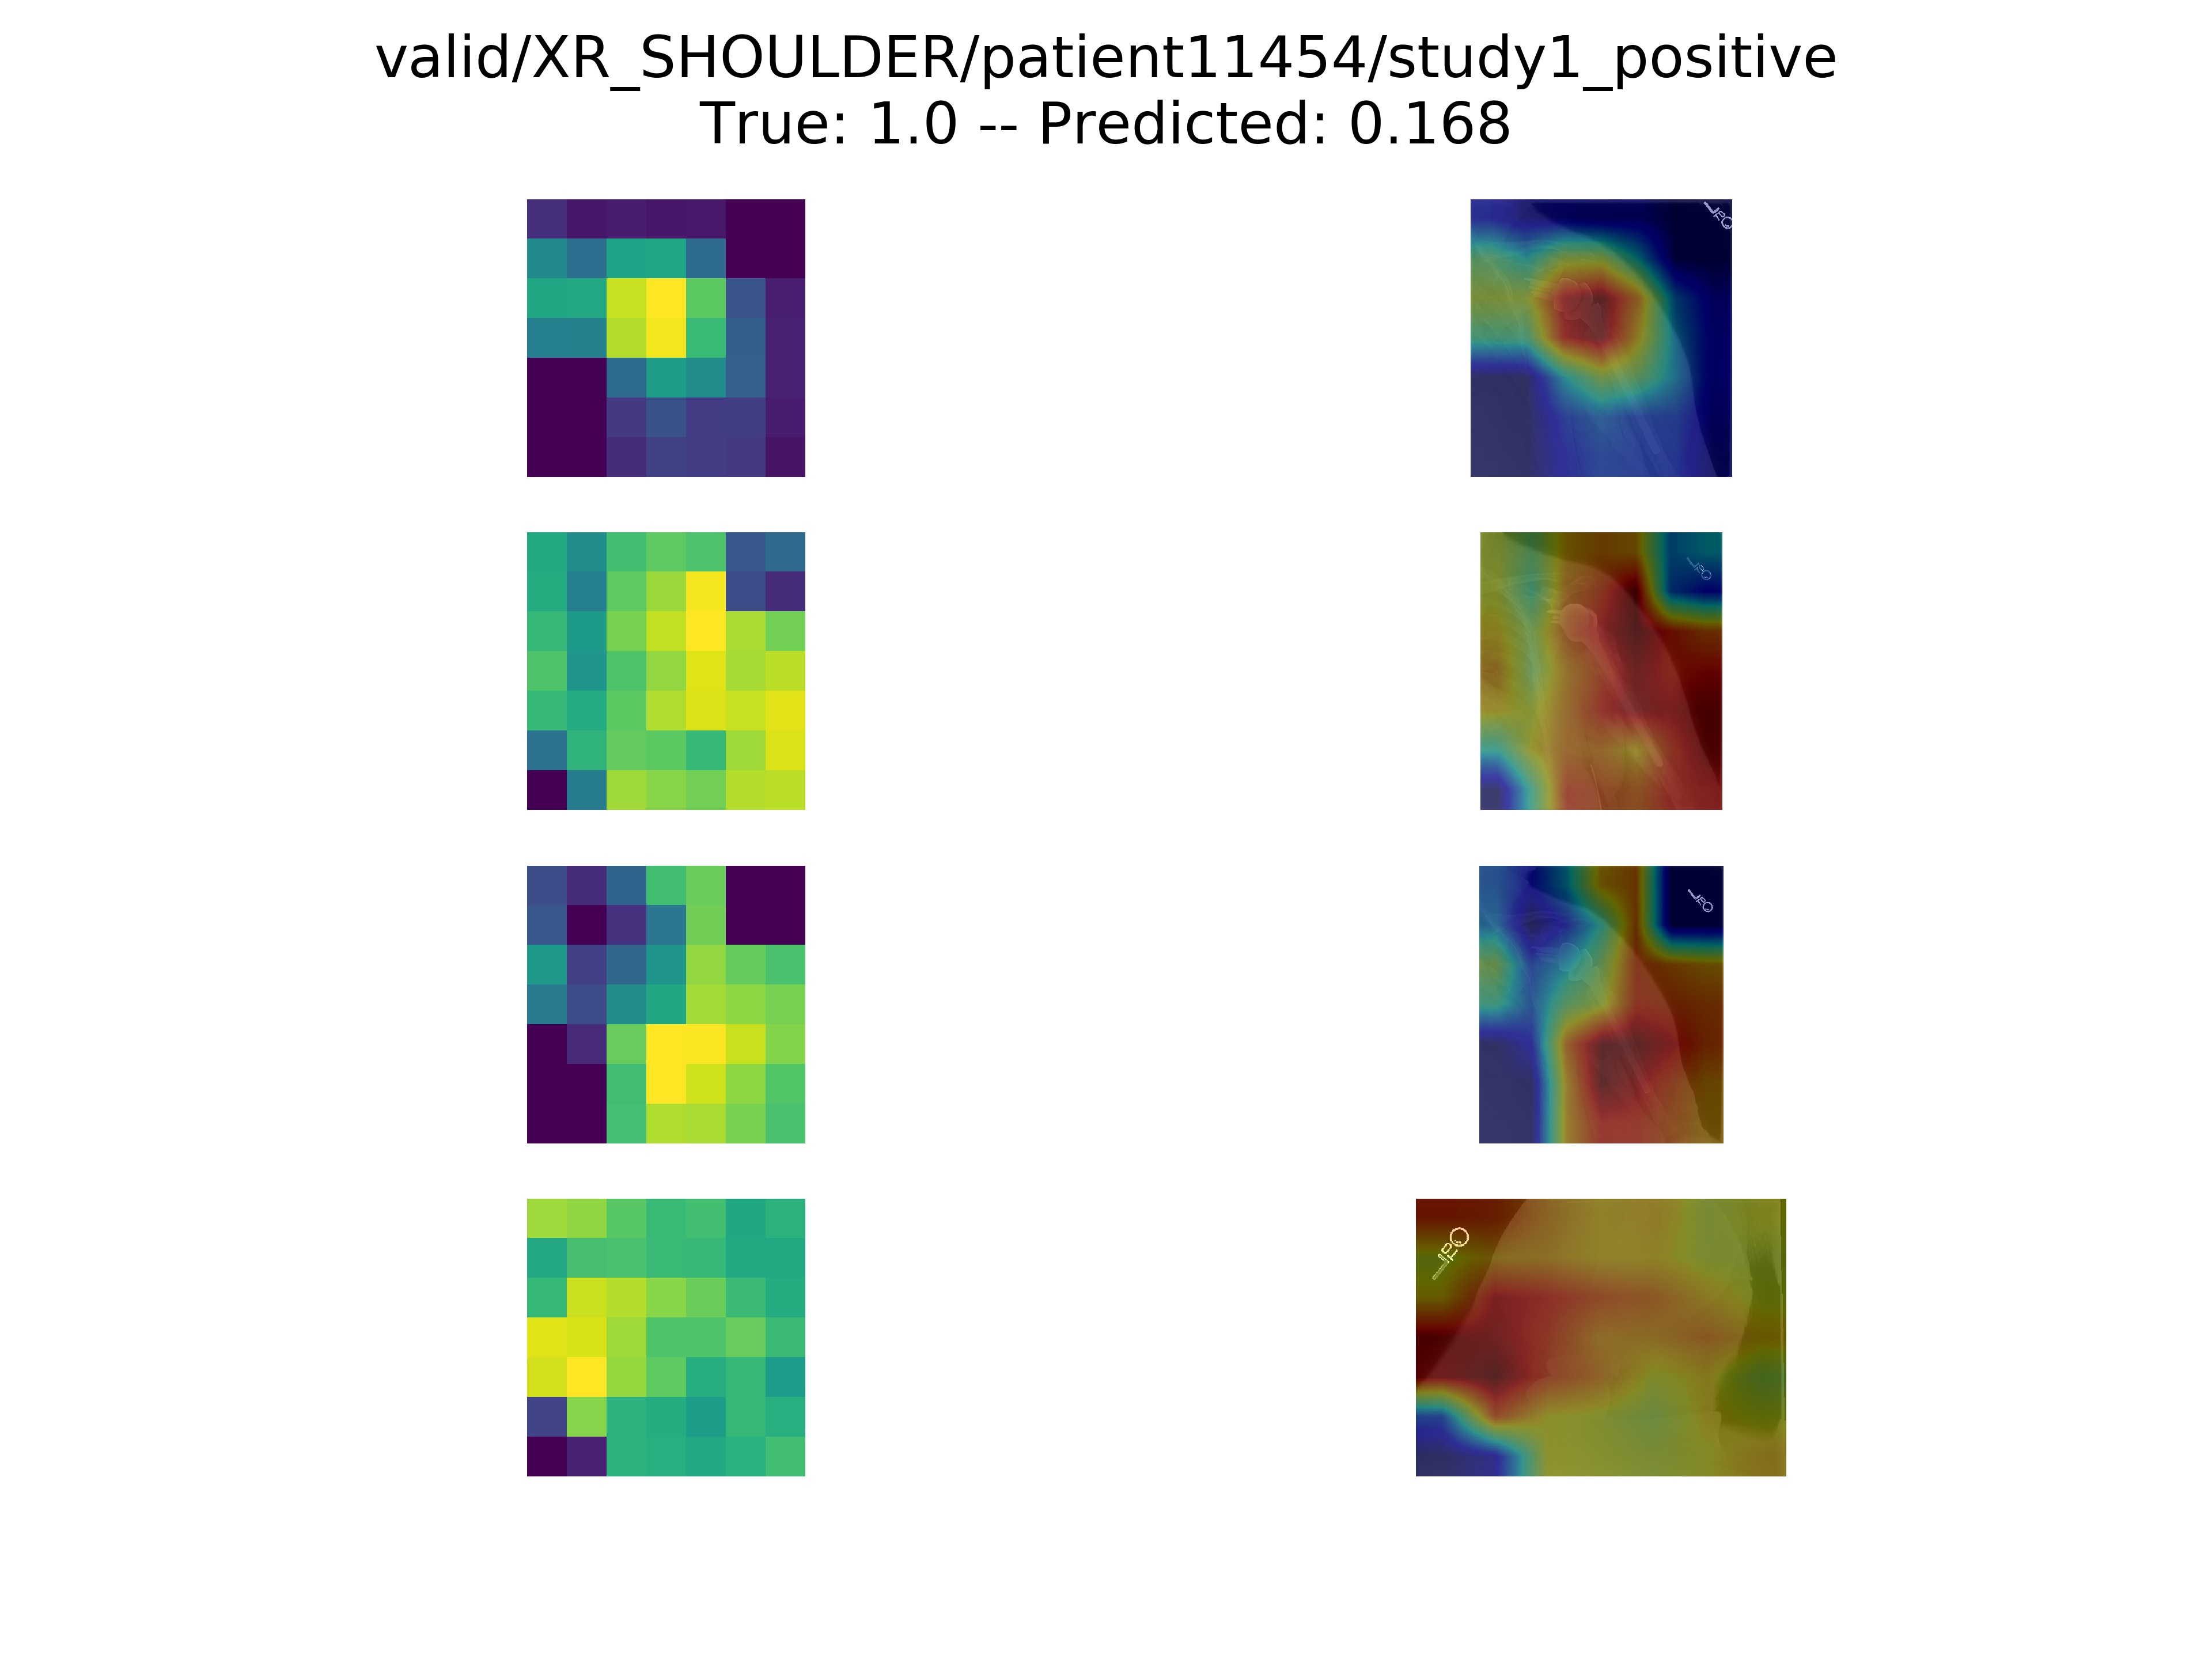 valid/XR_SHOULDER/patient11454/study1_positive
True: 1.0 -- Predicted: 0.168